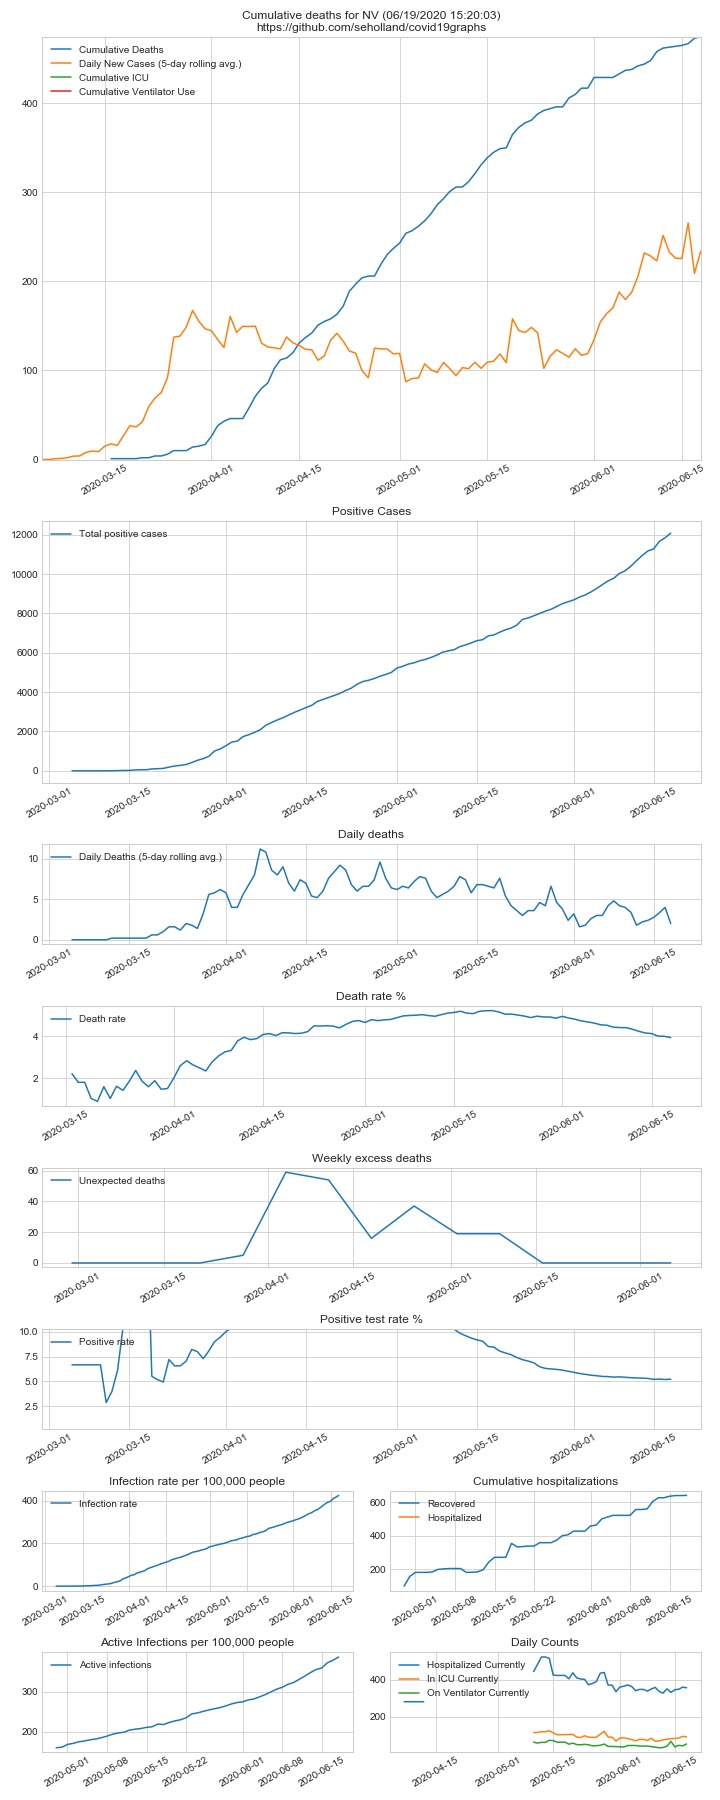 Cumulative deaths for NV (06/19/2020 15:20:03)
https://github.com/seholland/covid19graphs
Cumulative Deaths
Daily New Cases (5-day rolling avg.)
Cumulative ICU
Cumulative Ventilator Use
400
300
200
100
0
2020-03-15 2020-04-01 2020-04-15 2020-05-01 2020-05-15 2020-06-01 2020-06-15
Positive Cases
Total positive cases
12000
10000
8000
6000
4000
2000
0
2020-03-01 2020-03-15 2020-04-01 2020-04-15 2020-05-01 2020-05-15 2020-06-01 2020-06-15
Daily deaths
Daily Deaths (5-day rolling avg.)
10
5
0
2020-03-01 2020-03-15 2020-04-01 2020-04-15 2020-05-01 2020-05-15 2020-06-01 2020-06-15
Death rate %
Death rate
4
2
2020-03-15 2020-04-01 2020-04-15 2020-05-01 2020-05-15 2020-06-01 2020-06-15
Weekly excess deaths
Unexpected deaths
60
40
20
0
2020-03-01 2020-03-15 2020-04-01 2020-04-15 2020-05-01 2020-05-15 2020-06-01
Positive test rate %
Positive rate
10.0
7.5
5.0
2.5
2020-03-01 2020-03-15 2020-04-01 2020-04-15 2020-05-01 2020-05-15 2020-06-01 2020-06-15
Infection rate per 100,000 people
Infection rate
400
200
0
2020-03-01 2020-03-15 2020-04-01 2020-04-15 2020-05-01 2020-05-15 2020-06-01 2020-06-15
Cumulative hospitalizations
Recovered
Hospitalized
600
400
200
2020-05-01 2020-05-08 2020-05-15 2020-05-22 2020-06-01 2020-06-08 2020-06-15
Active Infections per 100,000 people
Active infections
300
200
2020-05-01 2020-05-08 2020-05-15 2020-05-22 2020-06-01 2020-06-08 2020-06-15
Daily Counts
Hospitalized Currently
In ICU Currently
On Ventilator Currently
400
200
2020-04-15 2020-05-01 2020-05-15 2020-06-01 2020-06-15